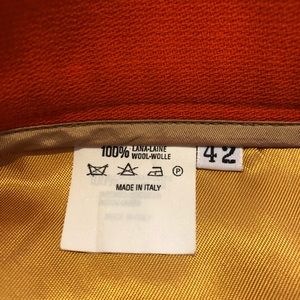 100% LANA-LAINE
WOOL-WOLLE
42
P
MADE IN ITALY